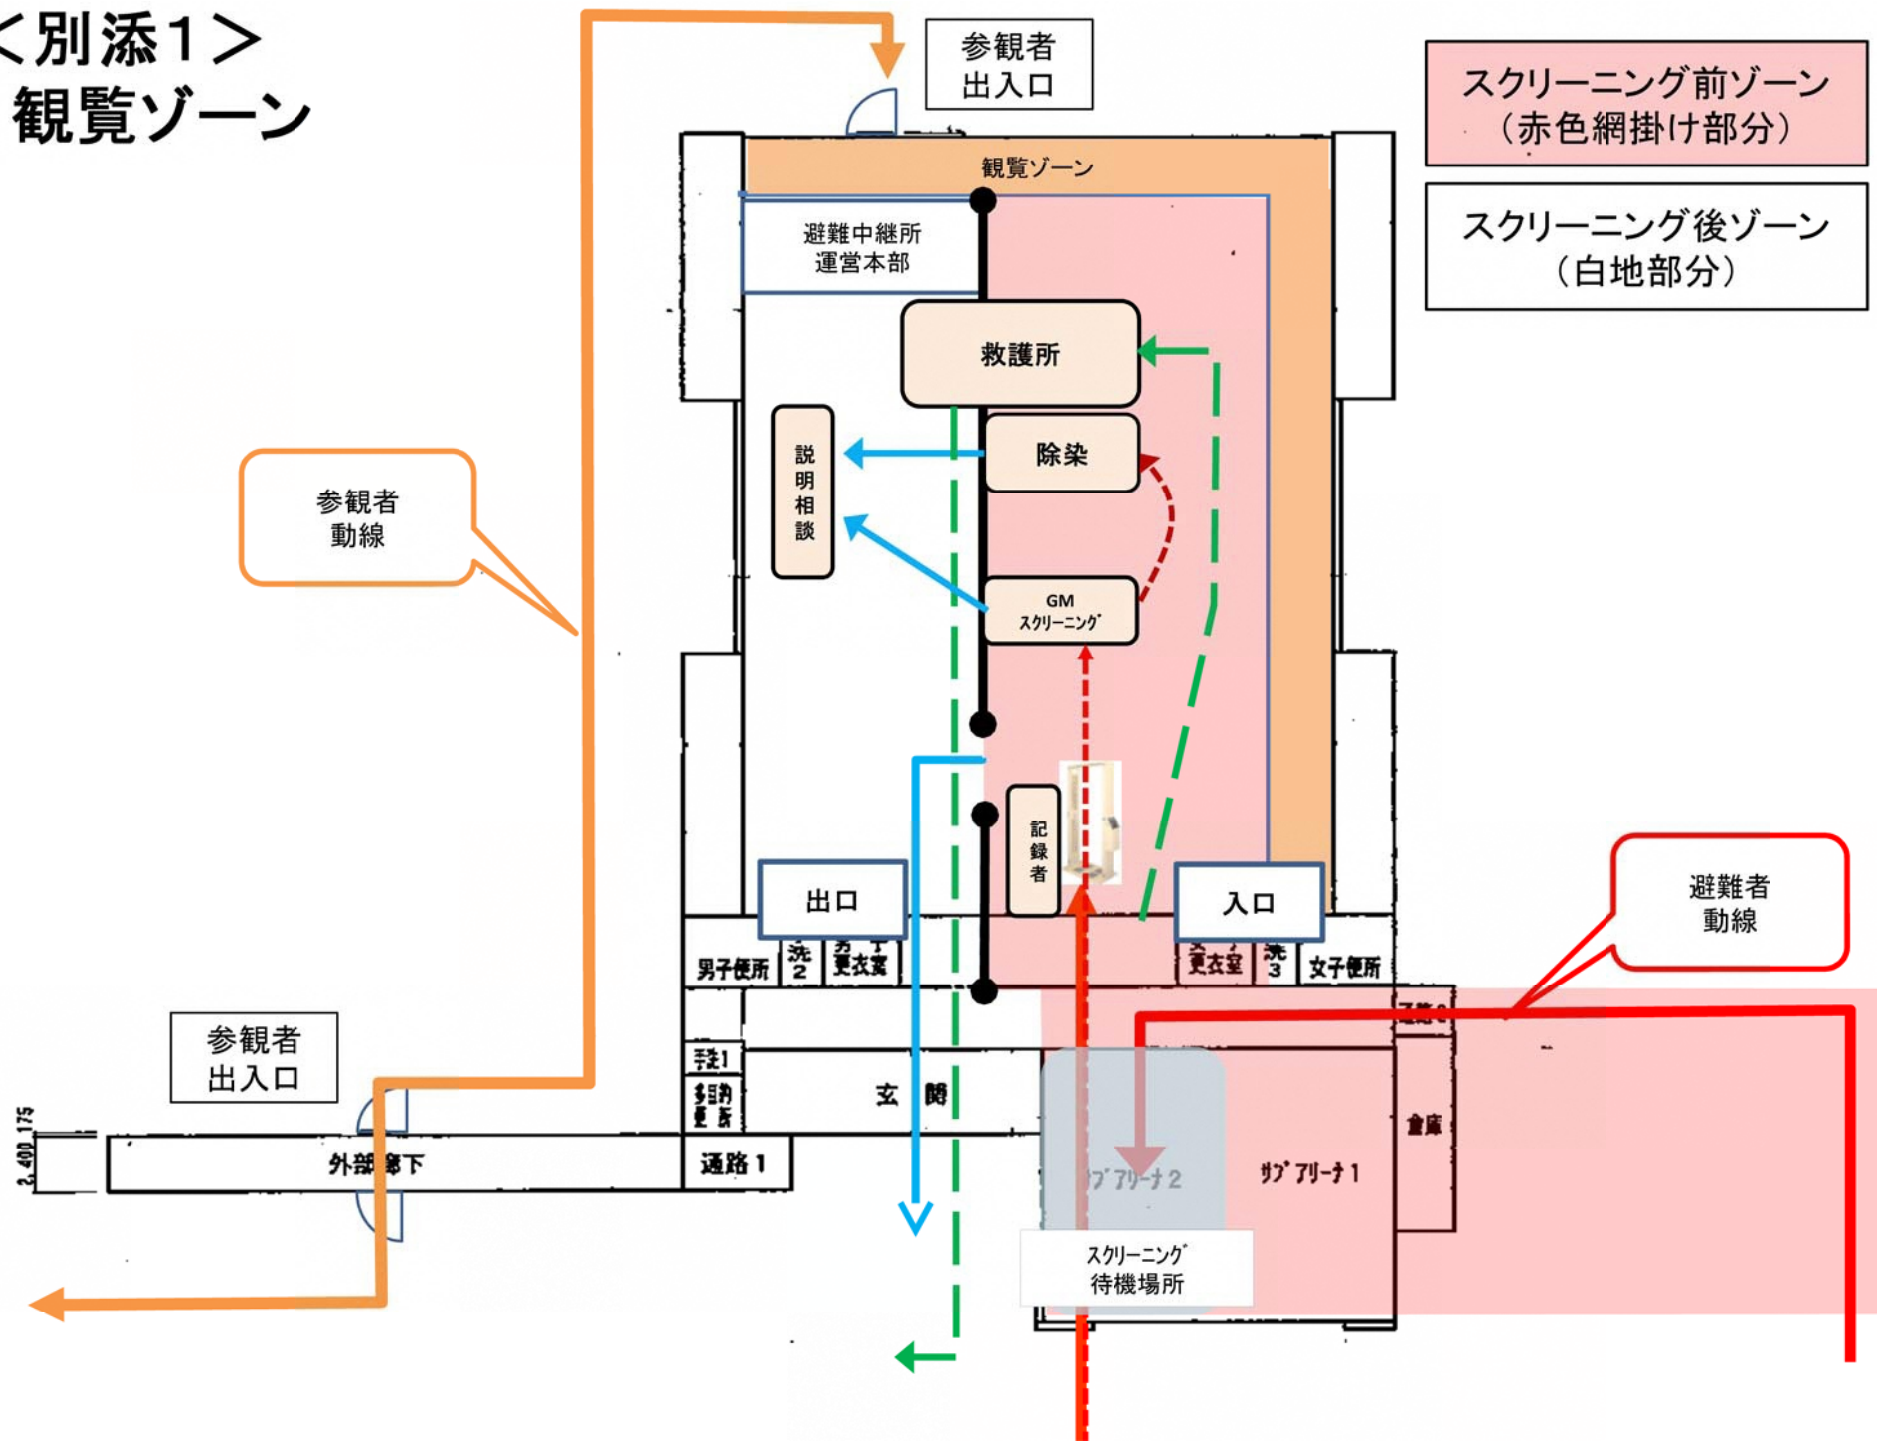 ＜別添１＞
観覧ゾーン
参観者
出入口
スクリーニング前ゾーン
（赤色網掛け部分）
スクリーニング後ゾーン
（白地部分）
観覧ゾーン
避難中継所
運営本部
救護所
除染
説明相談
GM
スクリーニング
参観者
動線
記録者
出口
入口
避難者
動線
男子便所
洗2
更衣室
更衣室
洗3
女子便所
参観者
出入口
手洗1
玄関
倉庫
外部廊下
通路1
サブアリーナ2
サブアリーナ1
スクリーニング
待機場所
2,400 175